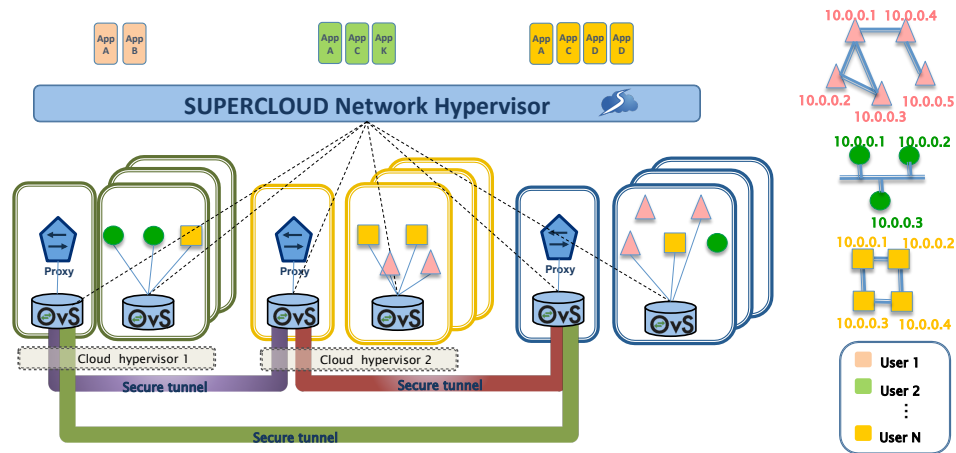 App A
App B
App A
App C
App K
App A
App C
App D
App D
SUPERCLOUD Network Hypervisor
Proxy
Proxy
Proxy
OvS
OvS
OvS
OvS
OvS
OvS
Cloud hypervisor 1
Cloud hypervisor 2
Secure tunnel
Secure tunnel
Secure tunnel
10.0.0.1
10.0.0.4
10.0.0.2
10.0.0.5
10.0.0.3
10.0.0.1
10.0.0.2
10.0.0.3
10.0.0.1
10.0.0.2
10.0.0.3
10.0.0.4
User 1
User 2
⋮
User N